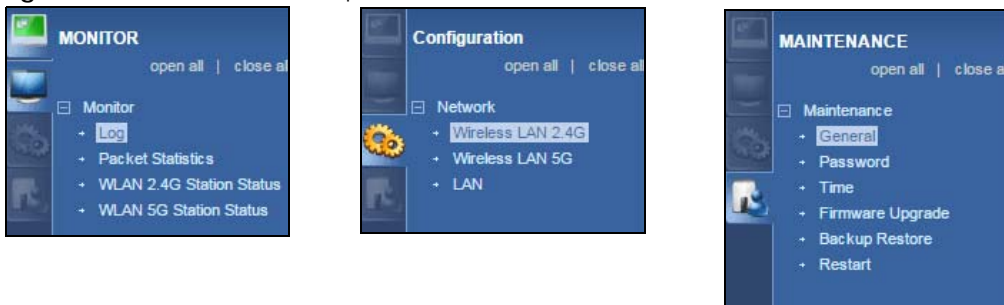 MONITOR
open all | close al
Monitor
Log
Packet Statistics
WLAN 2.4G Station Status
WLAN 5G Station Status
Configuration
open all | close all
Network
Wireless LAN 2.4G
Wireless LAN 5G
LAN
MAINTENANCE
open all | close a
Maintenance
General
Password
Time
Firmware Upgrade
Backup Restore
Restart